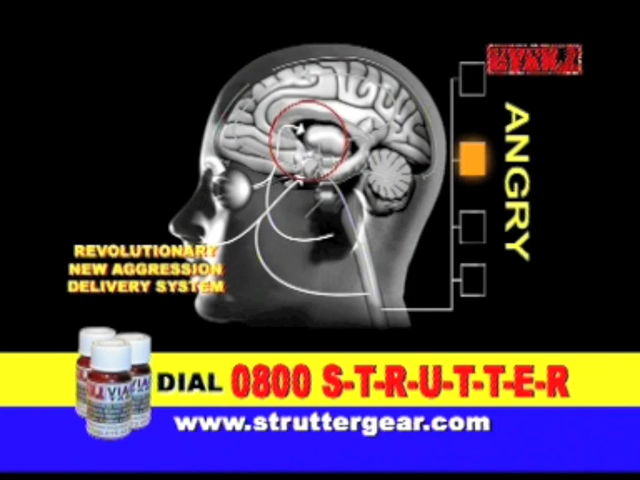 ANGRY
REVOLUTIONARY
NEW AGGRESSION
DELIVERY SYSTEM
DIAL 0800 S-T-R-U-T-T-E-R
www.struttergear.com